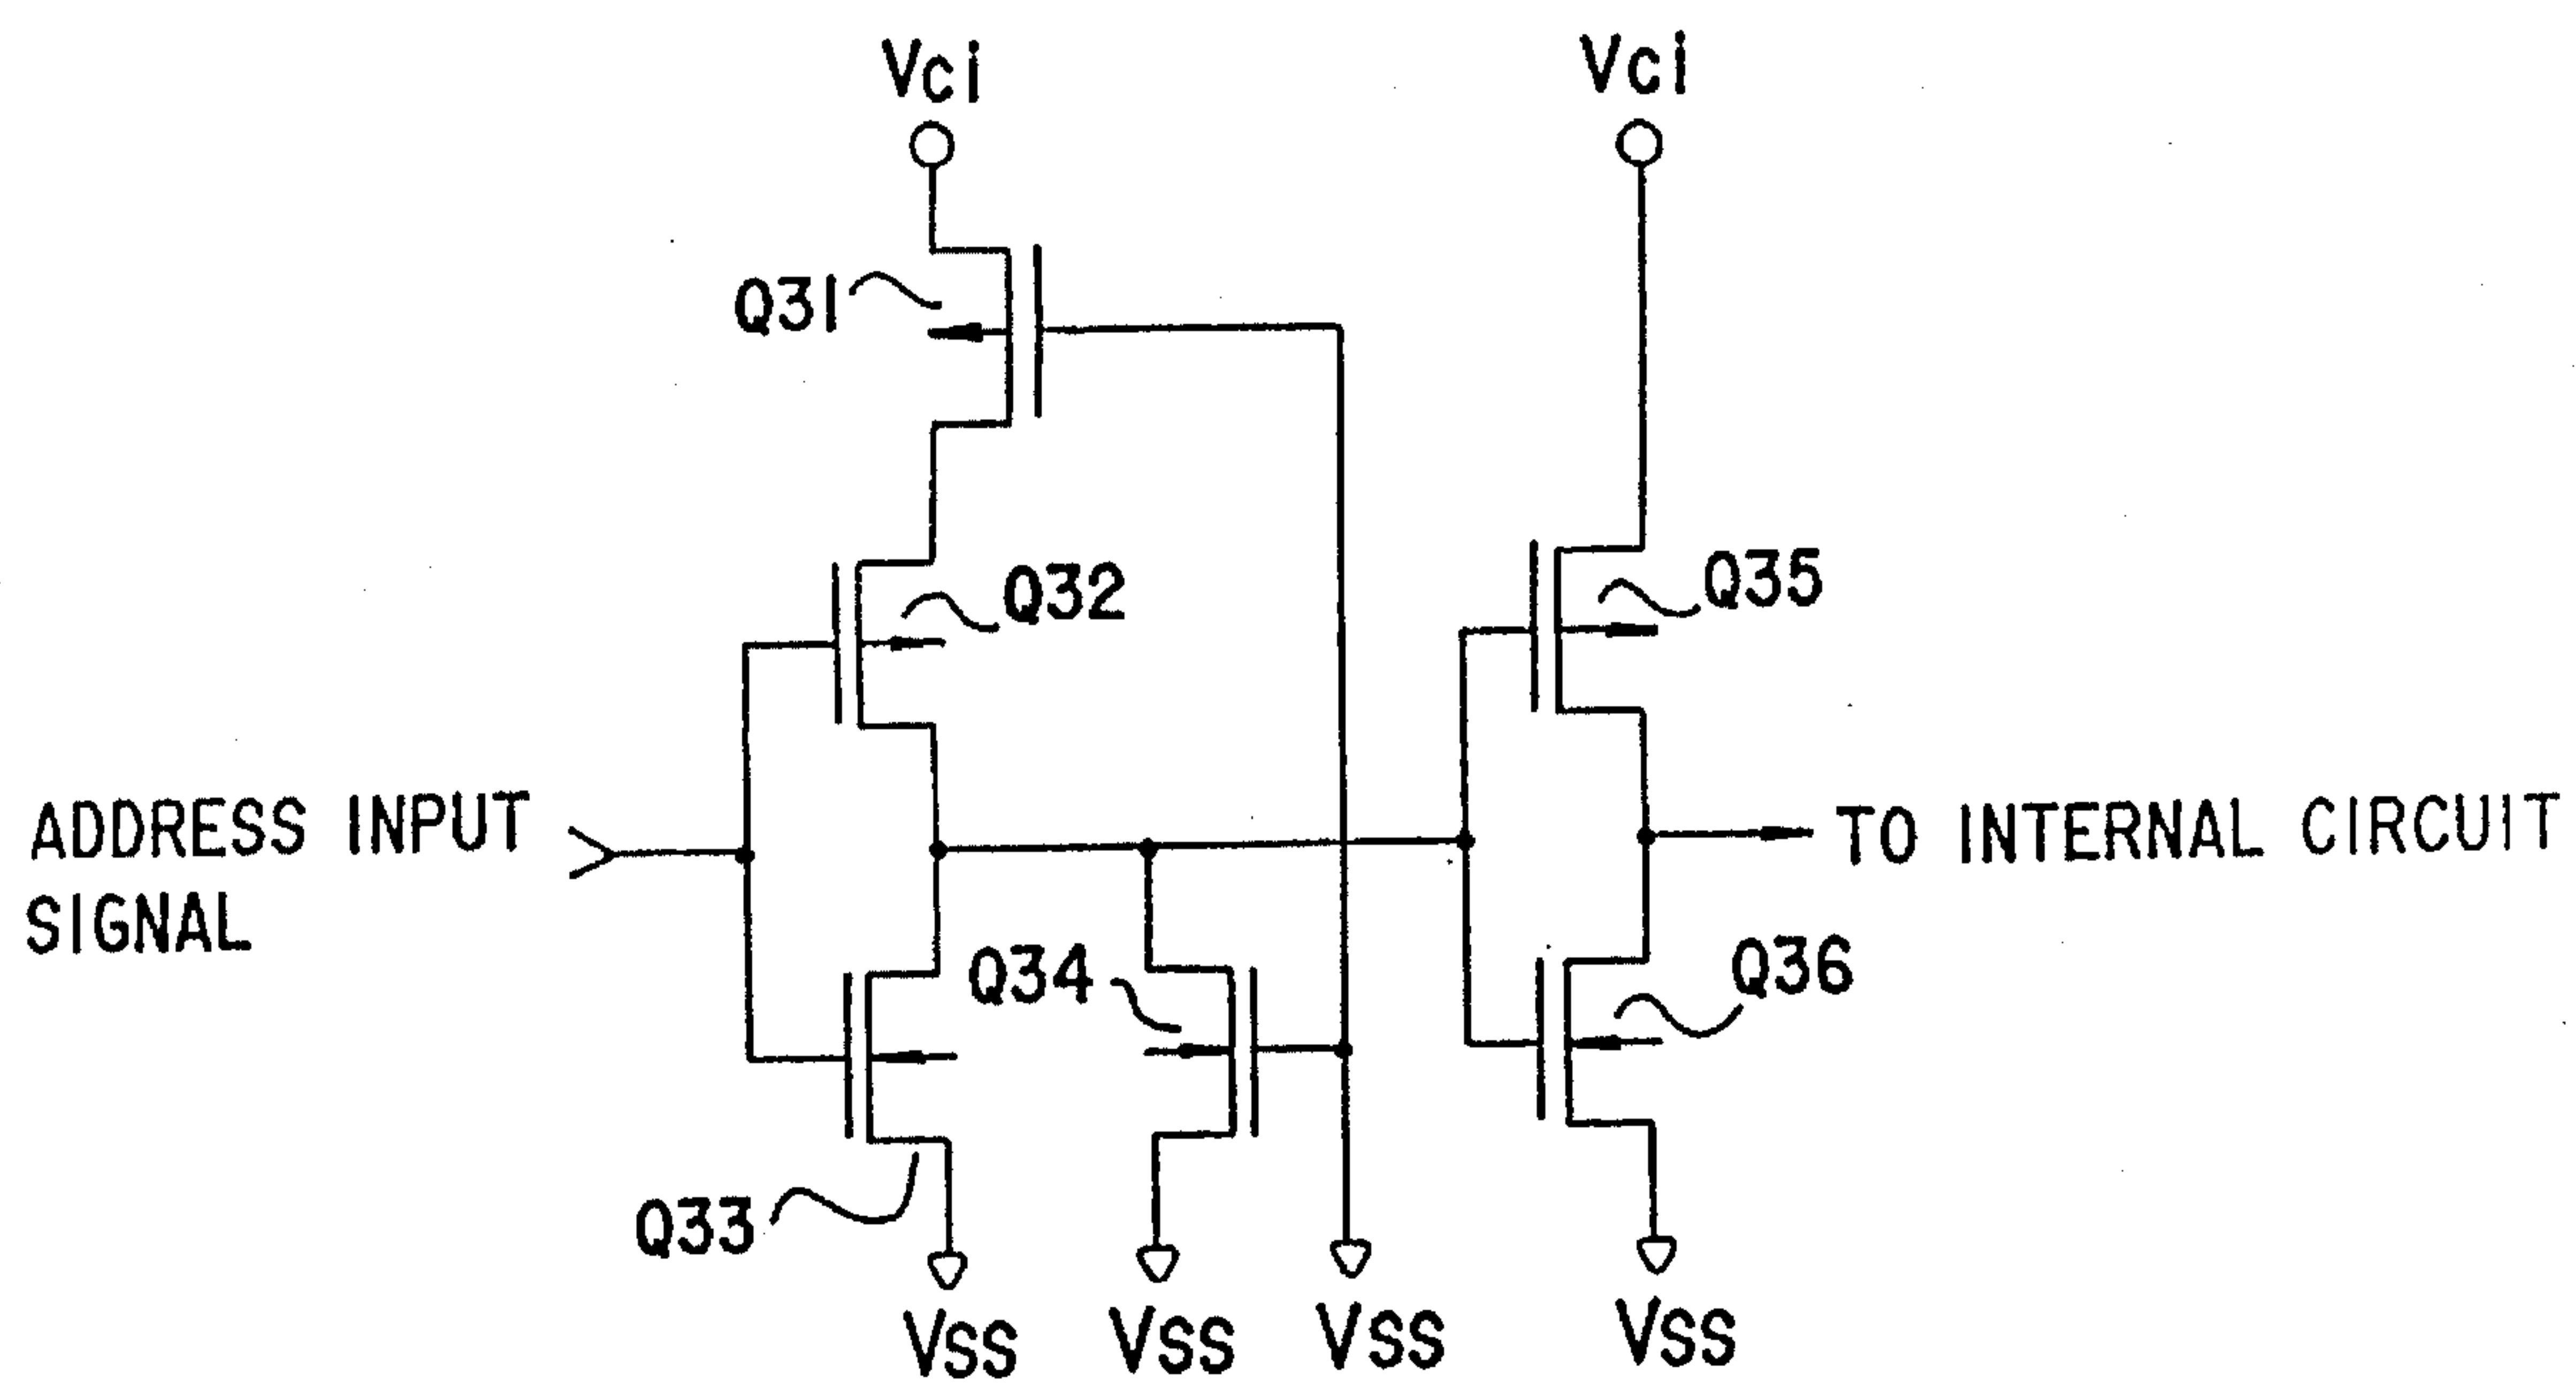 Vci
Vci
Q31
Q32
Q35
ADDRESS INPUT
SIGNAL
TO INTERNAL CIRCUIT
Q34
Q36
Q33
VSS
VSS
VSS
VSS